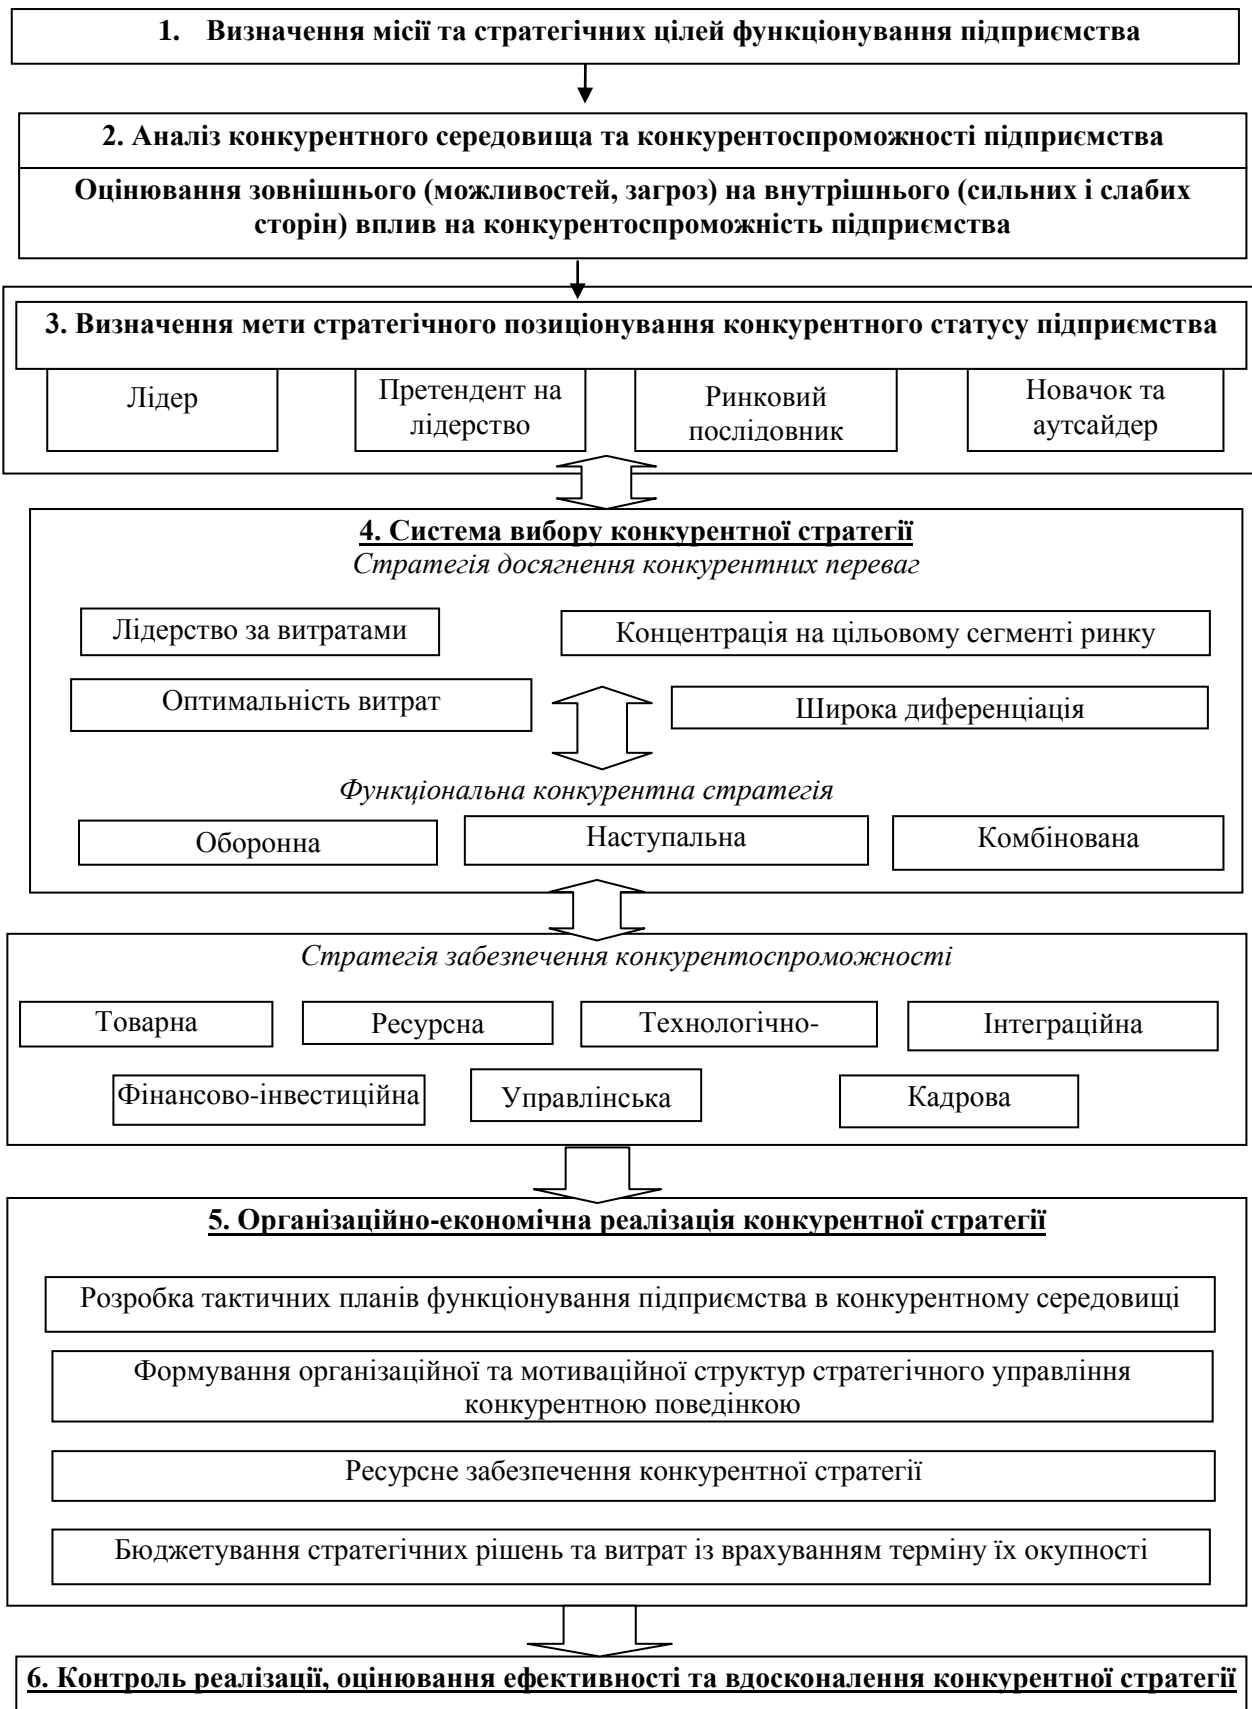 1. Визначення місії та стратегічних цілей функціонування підприємства
2. Аналіз конкурентного середовища та конкурентоспроможності підприємства
Оцінювання зовнішнього (можливостей, загроз) на внутрішнього (сильних і слабих
сторін) вплив на конкурентоспроможність підприємства
3. Визначення мети стратегічного позиціонування конкурентного статусу підприємства
Лідер
Претендент на
лідерство
Ринковий
послідовник
Новачок та
аутсайдер
4. Система вибору конкурентної стратегії
Стратегія досягнення конкурентних переваг
Лідерство за витратами
Концентрація на цільовому сегменті ринку
Оптимальність витрат
Широка диференціація
Функціональна конкурентна стратегія
Оборонна
Наступальна
Комбінована
Стратегія забезпечення конкурентоспроможності
Товарна
Ресурсна
Технологічно-
Інтеграційна
Фінансово-інвестиційна
Управлінська
Кадрова
5. Організаційно-економічна реалізація конкурентної стратегії
Розробка тактичних планів функціонування підприємства в конкурентному середовищі
Формування організаційної та мотиваційної структур стратегічного управління
конкурентною поведінкою
Ресурсне забезпечення конкурентної стратегії
Бюджетування стратегічних рішень та витрат із врахуванням терміну їх окупності
6. Контроль реалізації, оцінювання ефективності та вдосконалення конкурентної стратегії